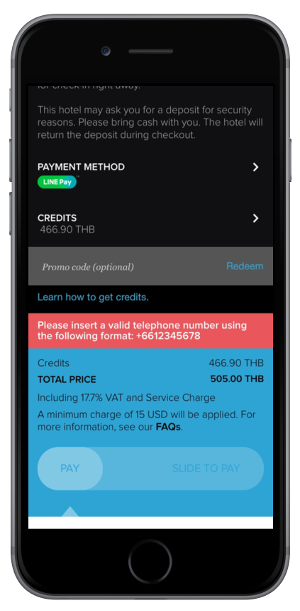 for check in right away.
This hotel may ask you for a deposit for security
reasons. Please bring cash with you. The hotel will
return the deposit during checkout.
PAYMENT METHOD
LINE Pay
CREDITS
466.90 THB
Promo code (optional) Redeem
Learn how to get credits.
Please insert a valid telephone number using
the following format: +6612345678
Credits 466.90 THB
TOTAL PRICE 505.00 THB
Including 17.7% VAT and Service Charge
A minimum charge of 15 USD will be applied. For
more information, see our FAQs.
PAY SLIDE TO PAY